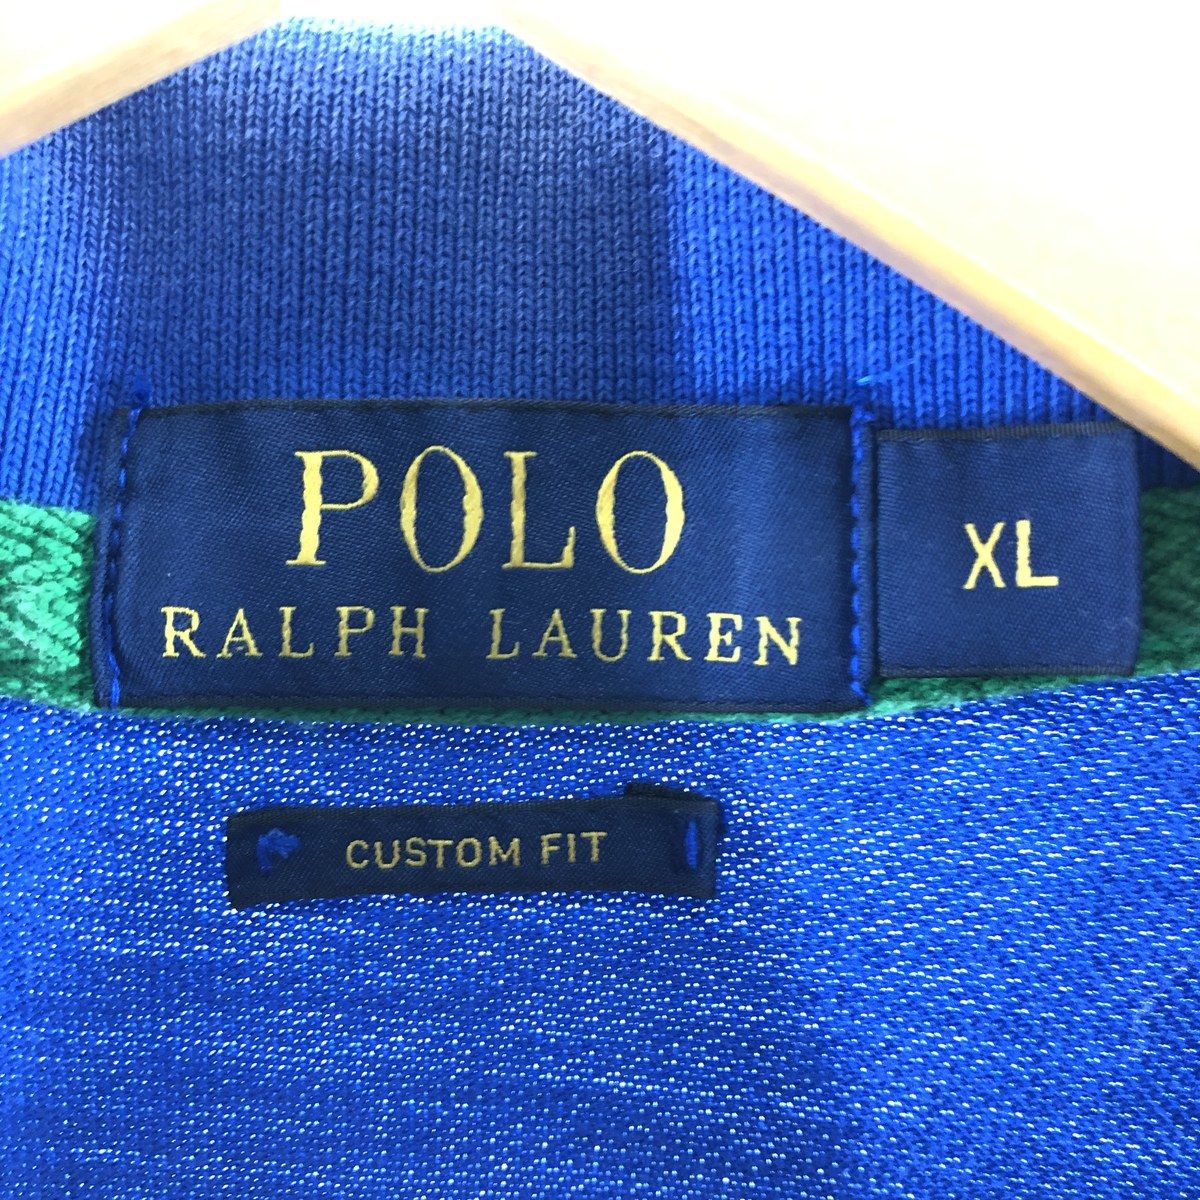 POLO
RALPH LAUREN
XL
CUSTOM FIT